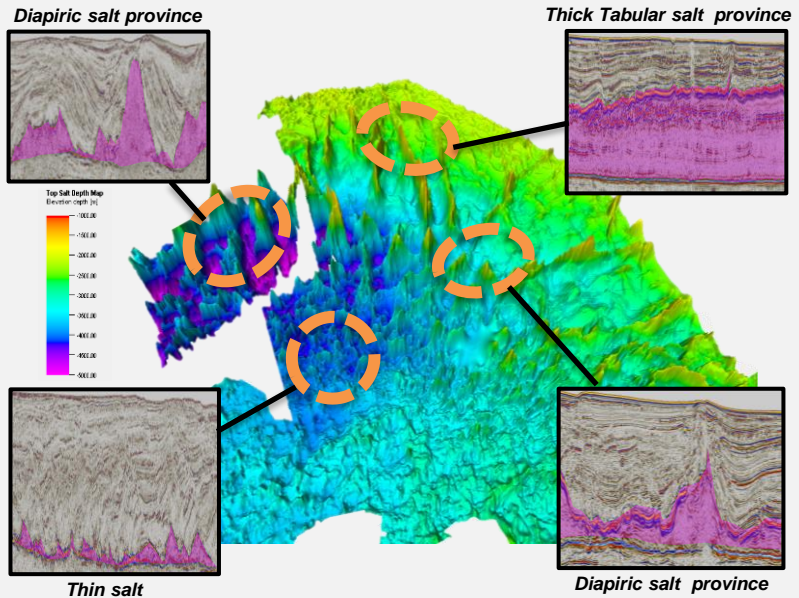 Diapiric salt province
Thick Tabular salt province
Top Salt Depth Map
Elevation depth [m]
-1000.00
-1500.00
-2000.00
-2500.00
-3000.00
-3500.00
-4000.00
-4500.00
-5000.00
Thin salt
Diapiric salt province